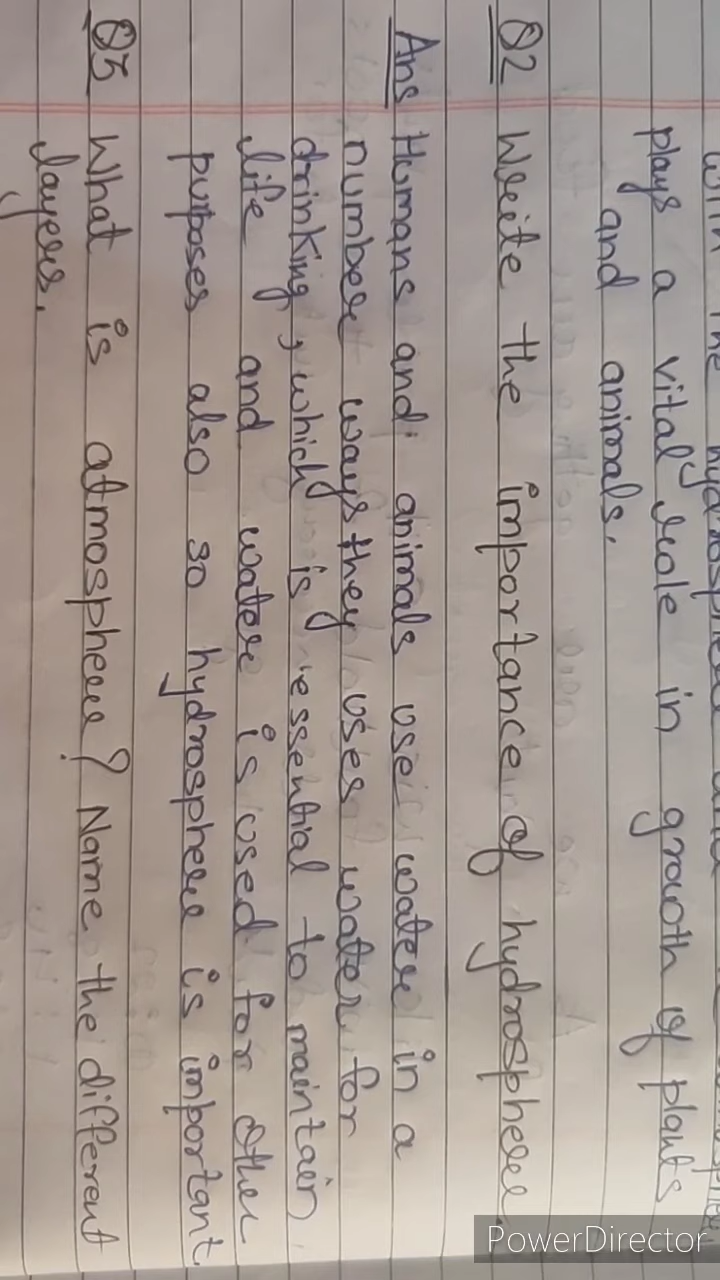 plays a vital role in growth of plants
and animals.
Q2 Write the importance of hydrosphere
Ans Humans and animals use water in a
number ways they uses water for
drinking, which is essential to maintain
life and water is used for other
purposes also so hydrosphere is important
Q3 What is atmosphere? Name the different
layers.
PowerDirector